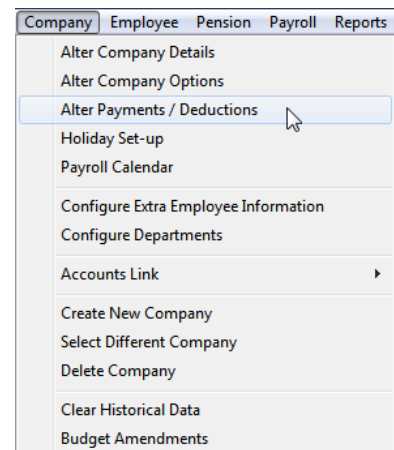 Company Employee Pension Payroll Reports
Alter Company Details
Alter Company Options
Alter Payments / Deductions
Holiday Set-up
Payroll Calendar
Configure Extra Employee Information
Configure Departments
Accounts Link
Create New Company
Select Different Company
Delete Company
Clear Historical Data
Budget Amendments